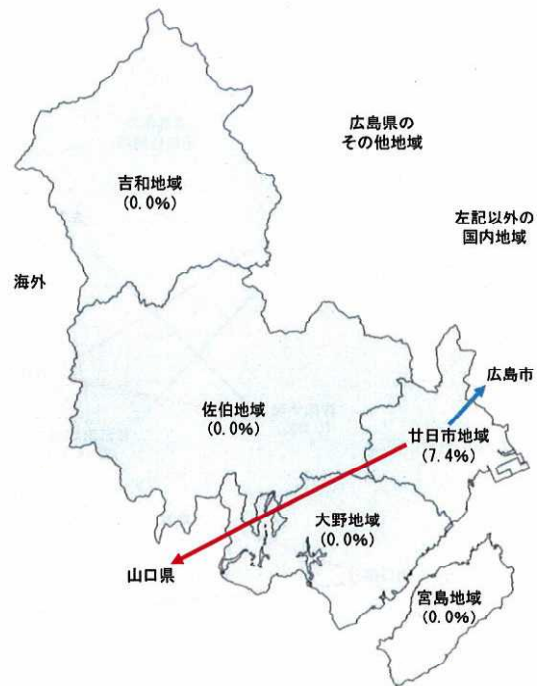 広島県の
その他地域
吉和地域
(0.0%)
左記以外の
国内地域
海外
広島市
佐伯地域
(0.0%)
廿日市地域
(7.4%)
大野地域
(0.0%)
山口県
宮島地域
(0.0%)